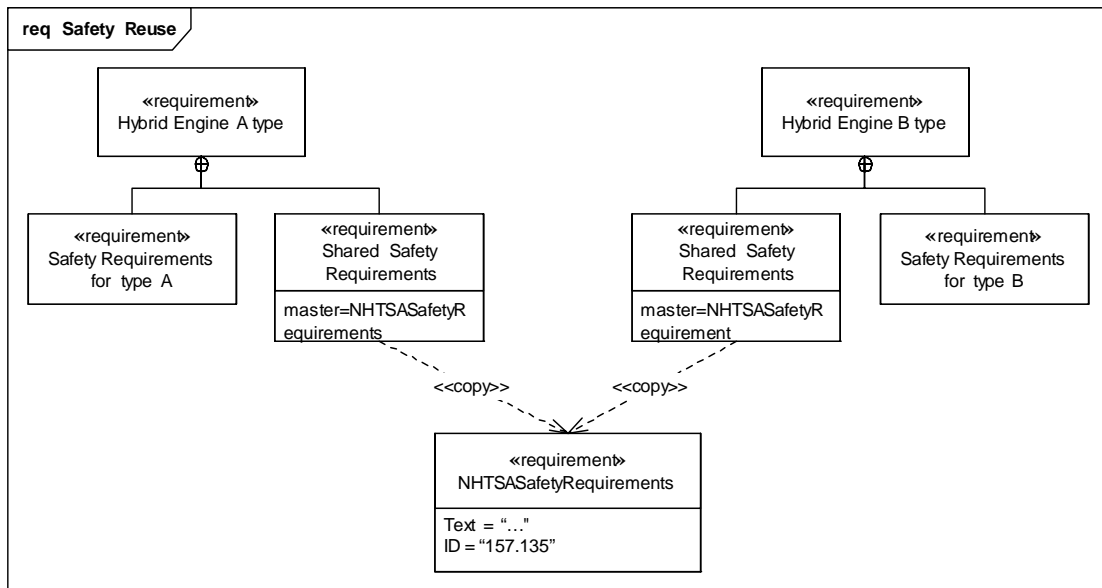 req Safety Reuse
«requirement»
Hybrid Engine A type
«requirement»
Hybrid Engine B type
«requirement»
Safety Requirements
for type A
«requirement»
Shared Safety
Requirements
master=NHTSASafetyR
equirements
«requirement»
Shared Safety
Requirements
master=NHTSASafetyR
equirement
«requirement»
Safety Requirements
for type B
<<copy>>
<<copy>>
«requirement»
NHTSASafetyRequirements
Text = “…"
ID = “157.135”